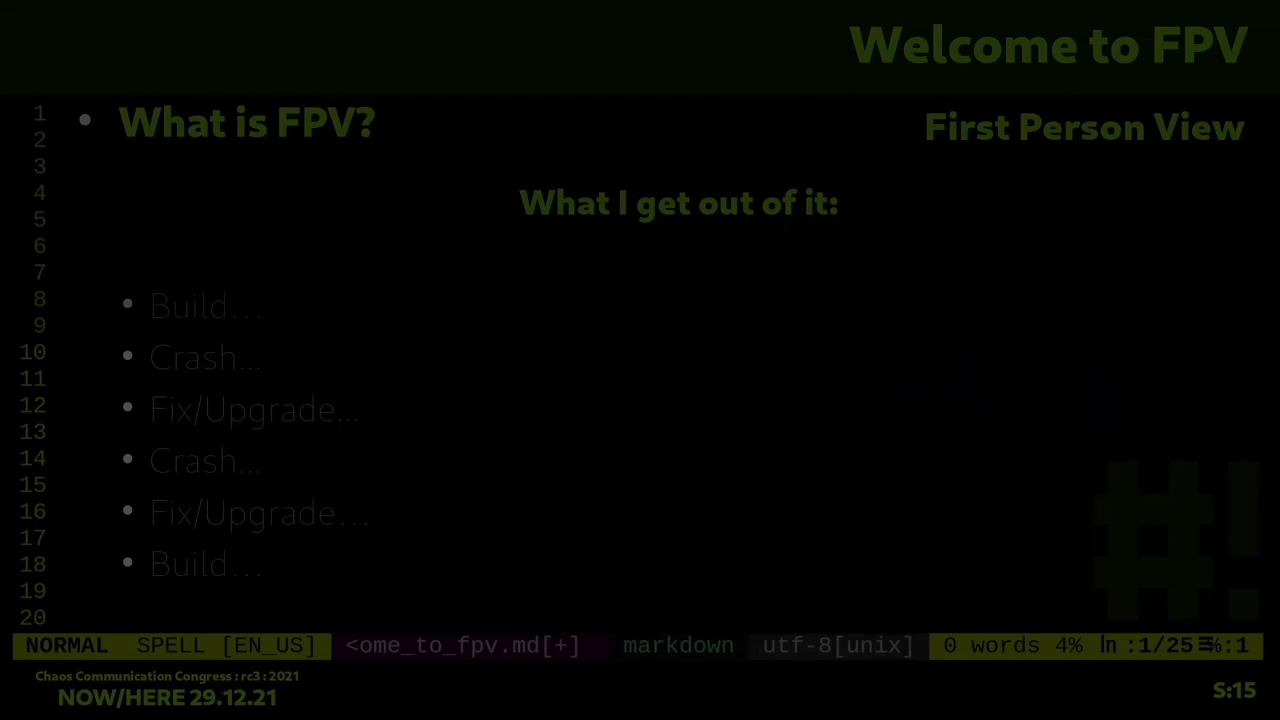 Welcome to FPV
1
2
3
4
5
6
7
8
9
10
11
12
13
14
15
16
17
18
19
20
• What is FPV?
First Person View
What I get out of it:
• Build...
• Crash...
• Fix/Upgrade...
• Crash...
• Fix/Upgrade...
• Build...
#!
NORMAL SPELL [EN_US] <ome_to_fpv.md[+] markdown utf-8[unix] 0 words 4% ln :1/25 ☰%:1
Chaos Communication Congress : rc3 : 2021
NOW/HERE 29.12.21
S:15